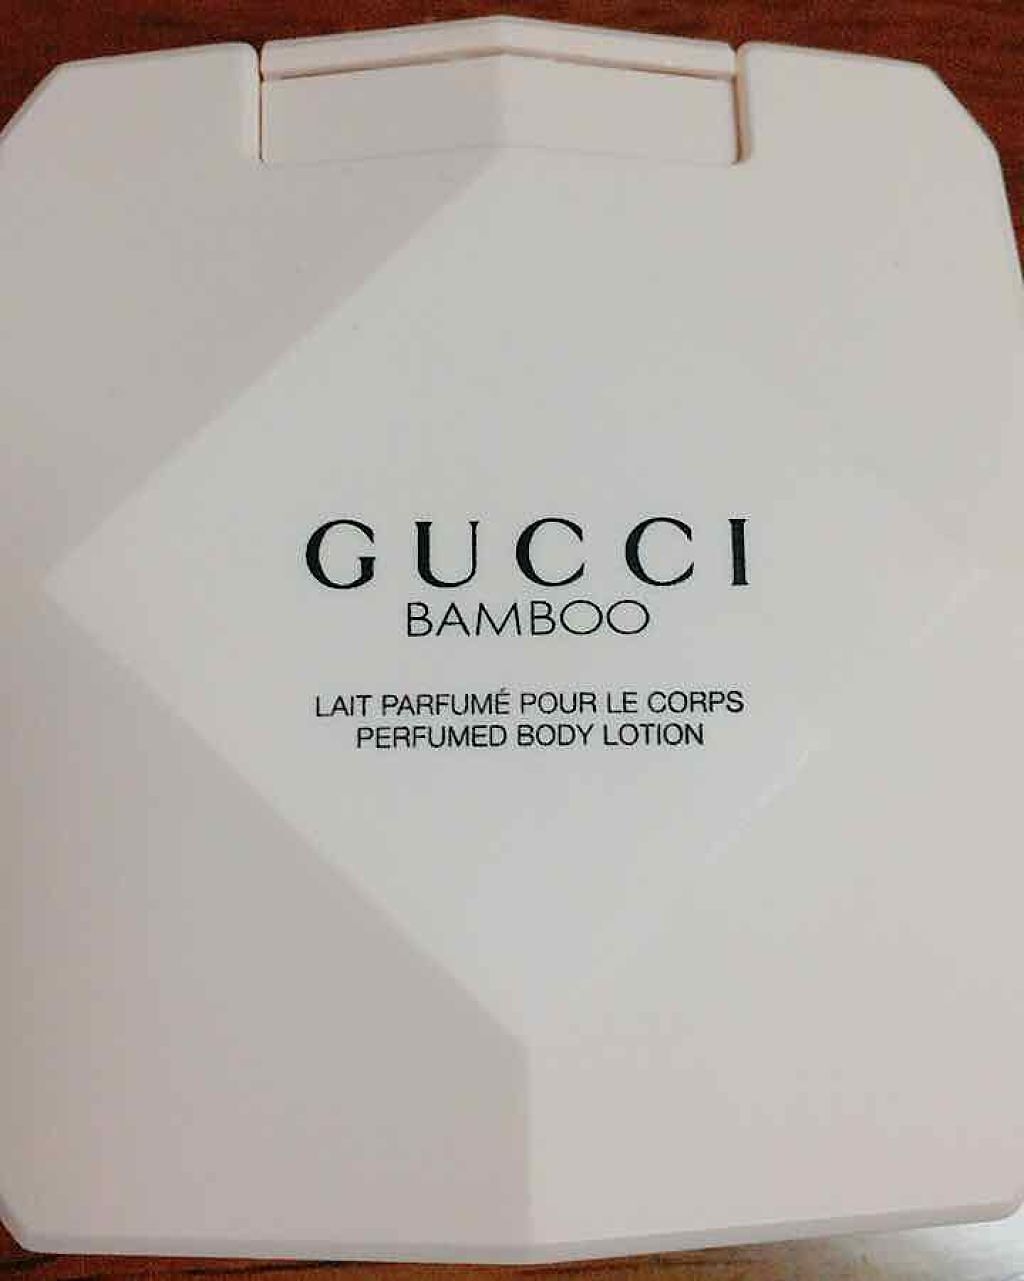 GUCCI
BAMBOO
LAIT PARFUMÉ POUR LE CORPS
PERFUMED BODY LOTION